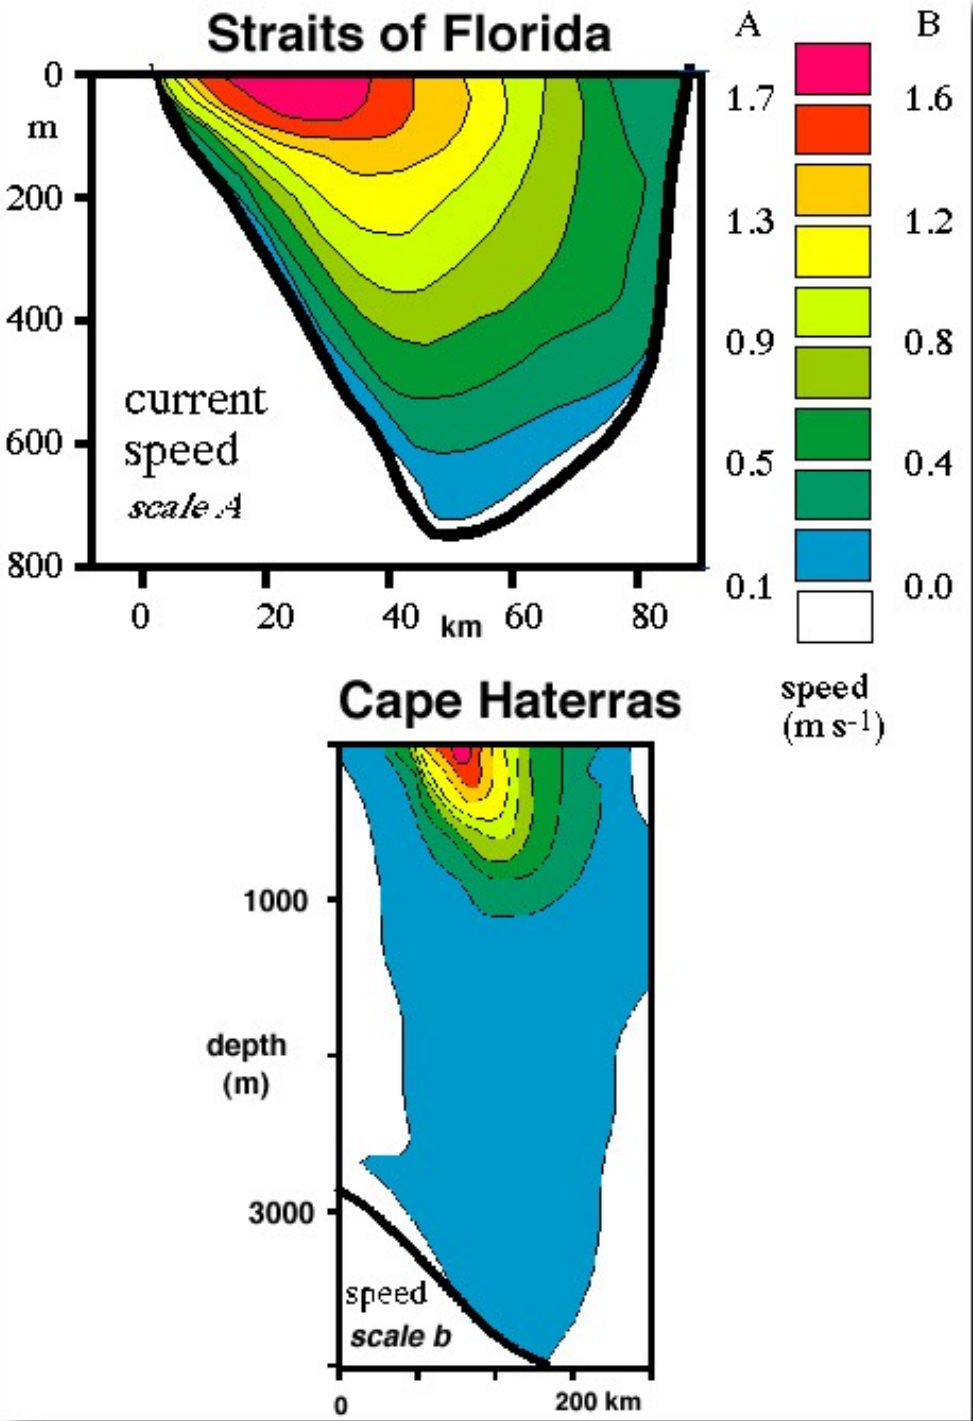 Straits of Florida
A B
0
m
200
400
600
800
1.7 1.6
1.3 1.2
0.9 0.8
0.5 0.4
0.1 0.0
current
speed
scale A
0 20 40 km 60 80
speed
(m s-1)
Cape Haterras
1000
depth
(m)
3000
speed
scale b
0 200 km